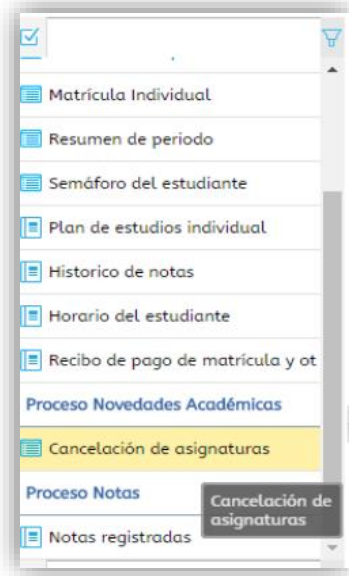 Matrícula Individual
Resumen de periodo
Semáforo del estudiante
Plan de estudios individual
Historico de notas
Horario del estudiante
Recibo de pago de matrícula y ot
Proceso Novedades Académicas
Cancelación de asignaturas
Proceso Notas
Cancelación de
asignaturas
Notas registradas